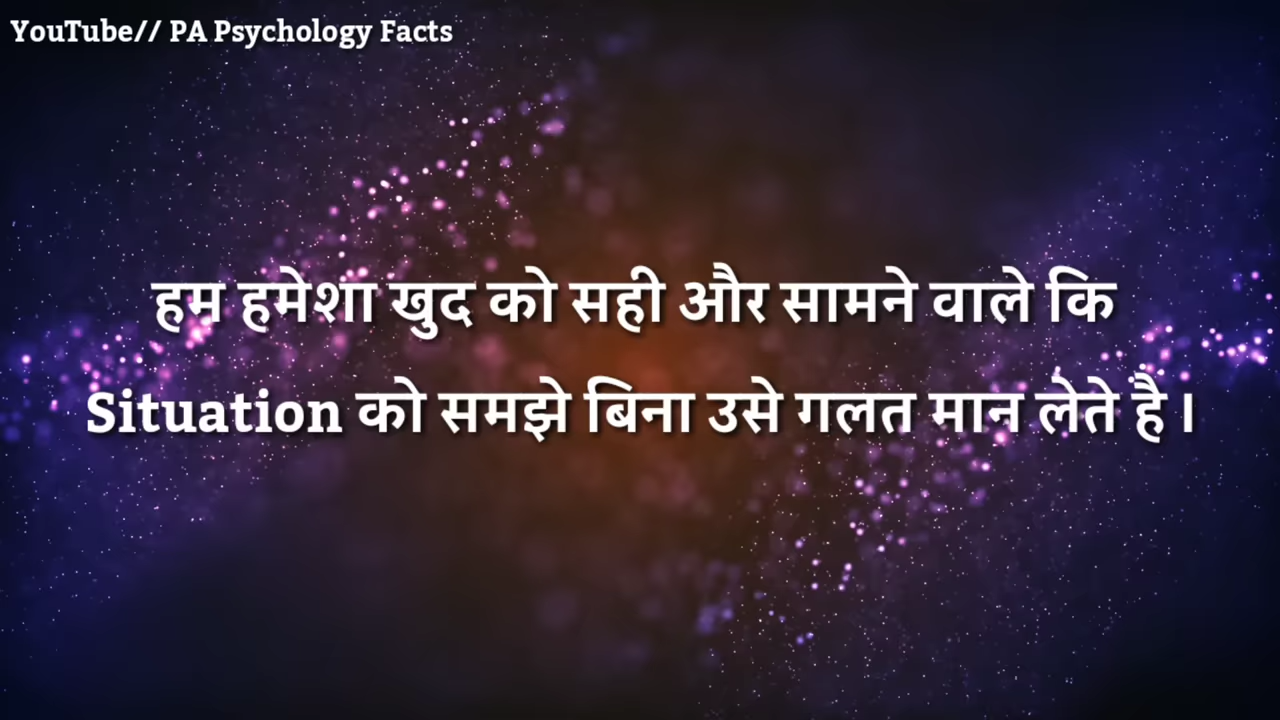 YouTube// PA Psychology Facts
हम हमेशा खुद को सही और सामने वाले कि
Situation को समझे बिना उसे गलत मान लेते है ।